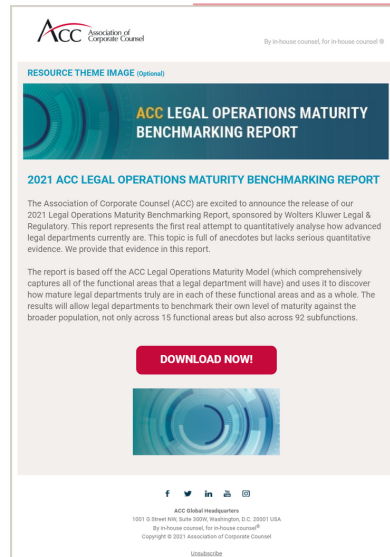 ACC Association of
Corporate Counsel
By in-house counsel, for in-house counsel ®
RESOURCE THEME IMAGE (Optional)
ACC LEGAL OPERATIONS MATURITY
BENCHMARKING REPORT
2021 ACC LEGAL OPERATIONS MATURITY BENCHMARKING REPORT
The Association of Corporate Counsel (ACC) are excited to announce the release of our
2021 Legal Operations Maturity Benchmarking Report, sponsored by Wolters Kluwer Legal &
Regulatory. This report represents the first real attempt to quantitatively analyse how advanced
legal departments currently are. This topic is full of anecdotes but lacks serious quantitative
evidence. We provide that evidence in this report.
The report is based off the ACC Legal Operations Maturity Model (which comprehensively
captures all of the functional areas that a legal department will have) and uses it to discover
how mature legal departments truly are in each of these functional areas and as a whole. The
results will allow legal departments to benchmark their own level of maturity against the
broader population, not only across 15 functional areas but also across 92 subfunctions.
DOWNLOAD NOW!
ACC Global Headquarters
1001 G Street NW, Suite 300W, Washington, D.C. 20001 USA
By in-house counsel, for in-house counsel®
Copyright © 2021 Association of Corporate Counsel
Unsubscribe